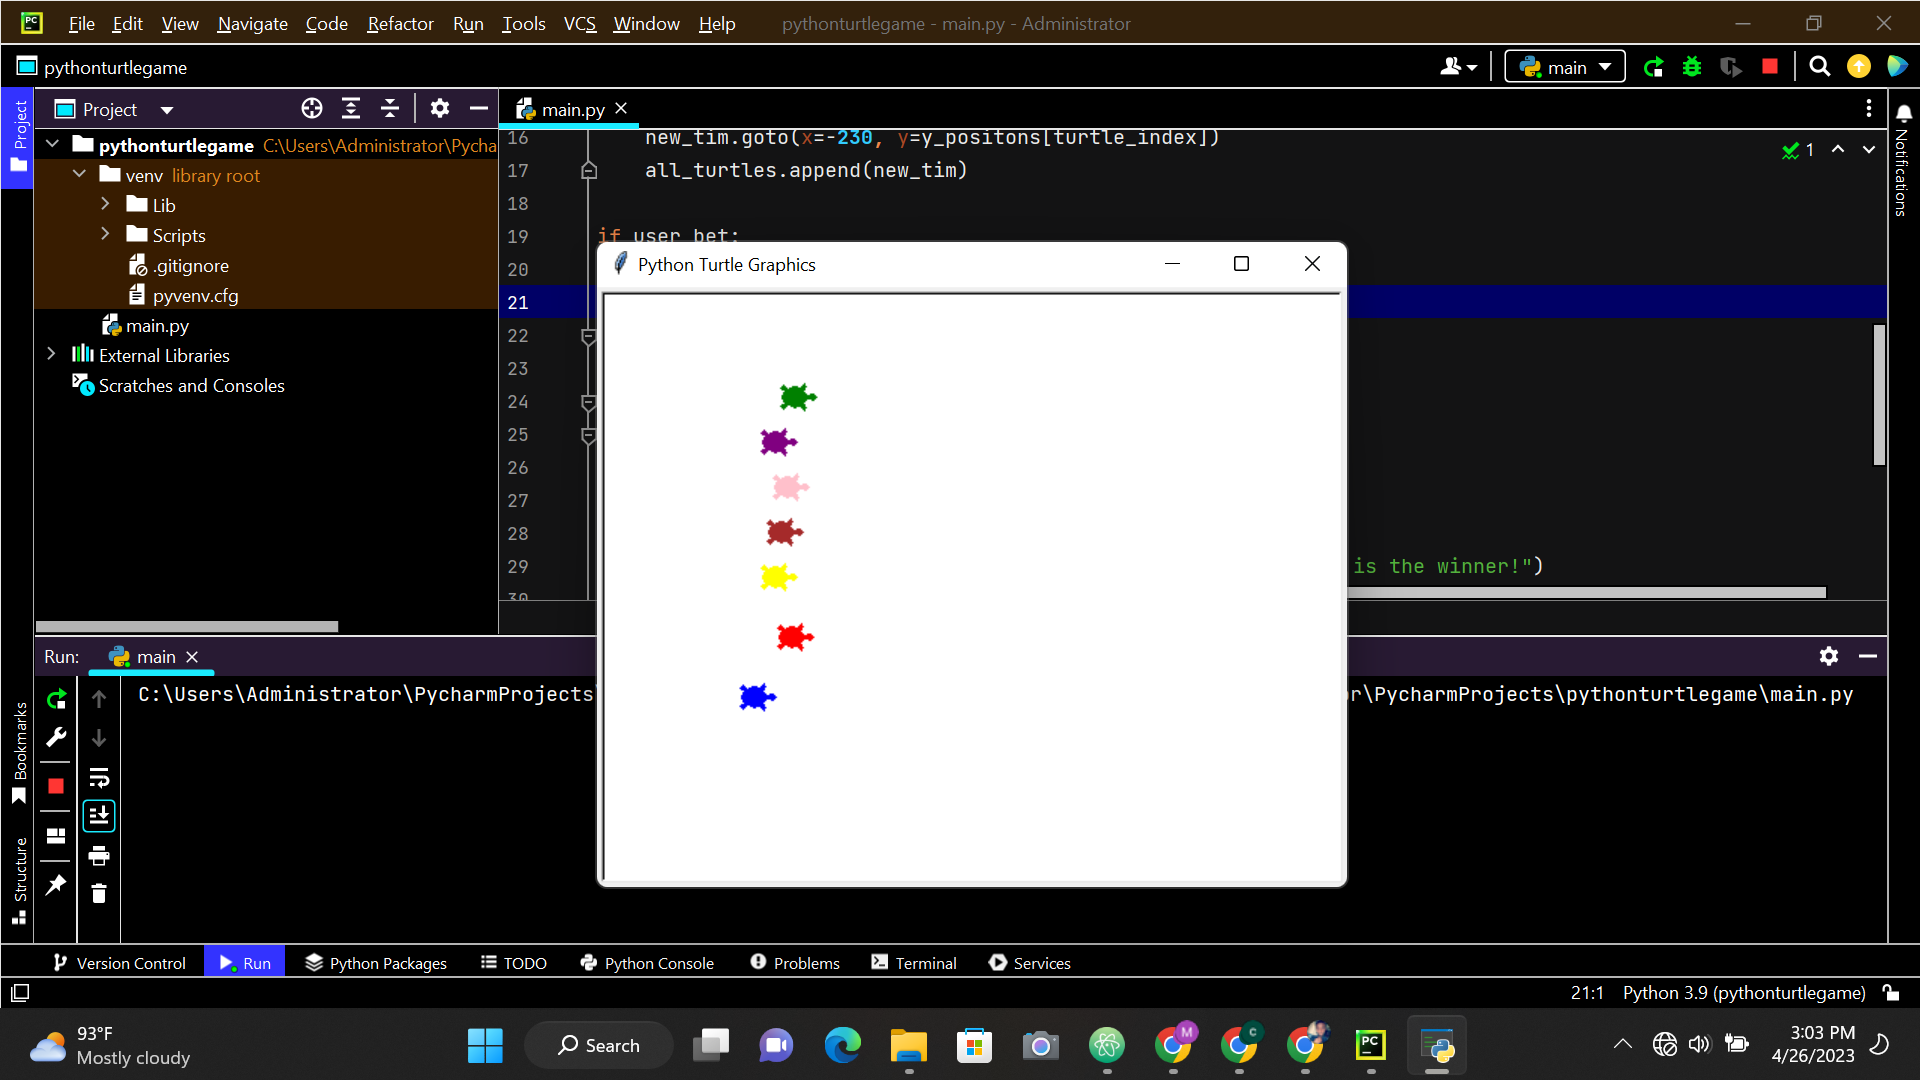 PC File Edit View Navigate Code Refactor Run Tools VCS Window Help pythonturtlegame - main.py - Administrator
pythonturtlegame main
Project Project main.py
Notifications
pythonturtlegame C:\Users\Administrator\Pycha
venv library root
Lib
Scripts
.gitignore
pyvenv.cfg
main.py
External Libraries
Scratches and Consoles
16 new_tim.goto(x=-230, y=y_positons[turtle_index])
1
17 all_turtles.append(new_tim)
18
19 if user_bet:
20
21
22
23
24
25
26
27
28
29 is the winner!")
30
Python Turtle Graphics
Run: main
C:\Users\Administrator\PycharmProjects r\PycharmProjects\pythonturtlegame\main.py
Bookmarks
Structure
Version Control Run Python Packages TODO Python Console Problems Terminal Services
21:1 Python 3.9 (pythonturtlegame)
93°F
Mostly cloudy
Search
M
C
PC
3:03 PM
4/26/2023